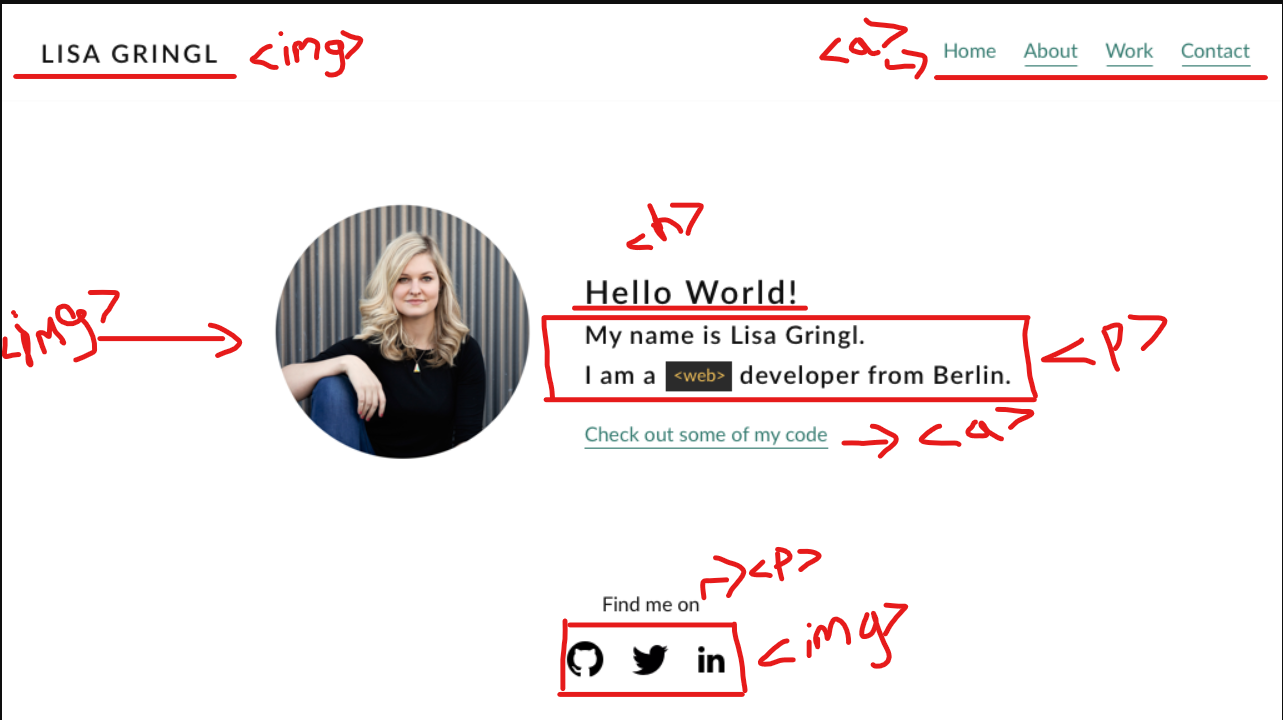 LISA GRINGL <img> <a> Home About Work Contact
<h>
Hello World!
<img>
My name is Lisa Gringl.
<p>
I am a <web> developer from Berlin.
Check out some of my code <a>
<p>
Find me on
<img>
in